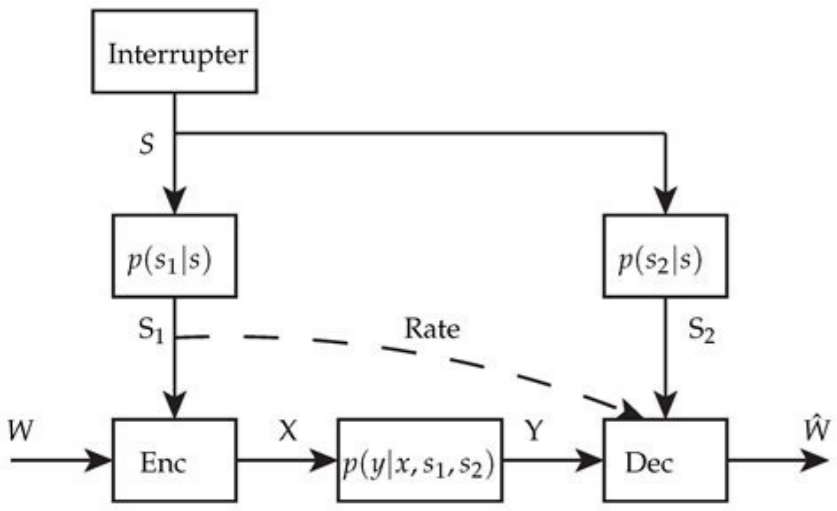 Interrupter
S
p(s₁|s)
p(s₂|s)
S₁
Rate
S₂
W
Enc
X
p(y|x, s₁, s₂)
Y
Dec
Ŵ